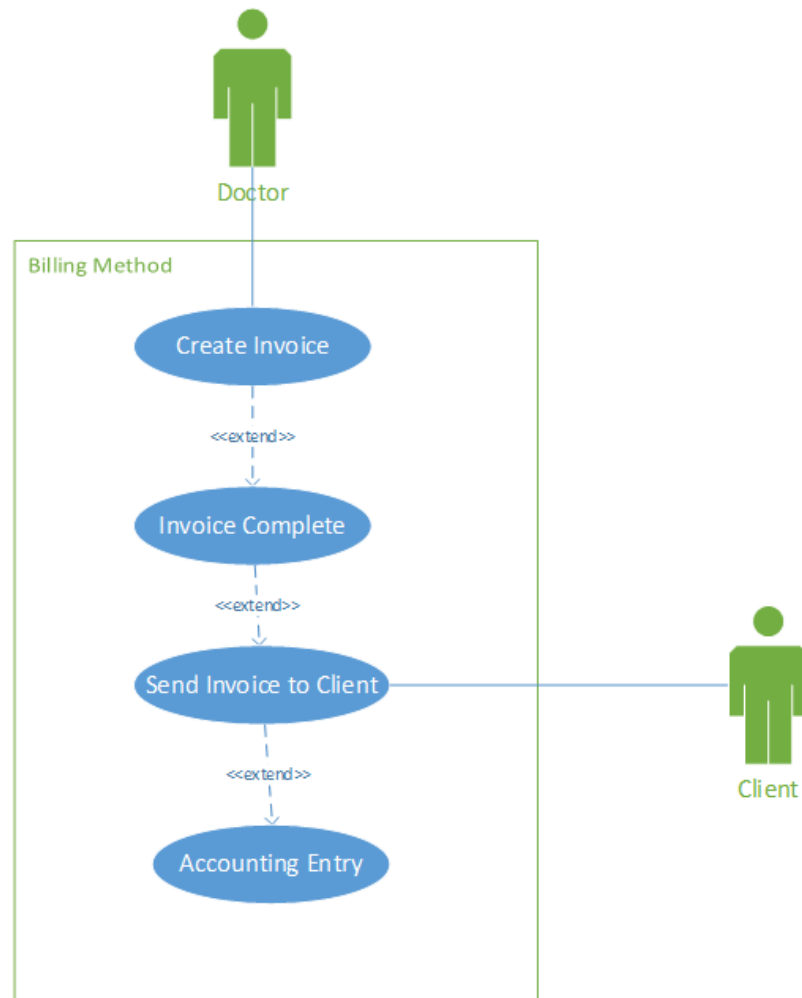 Doctor
Billing Method
Create Invoice
<<extend>>
Invoice Complete
<<extend>>
Send Invoice to Client
<<extend>>
Client
Accounting Entry